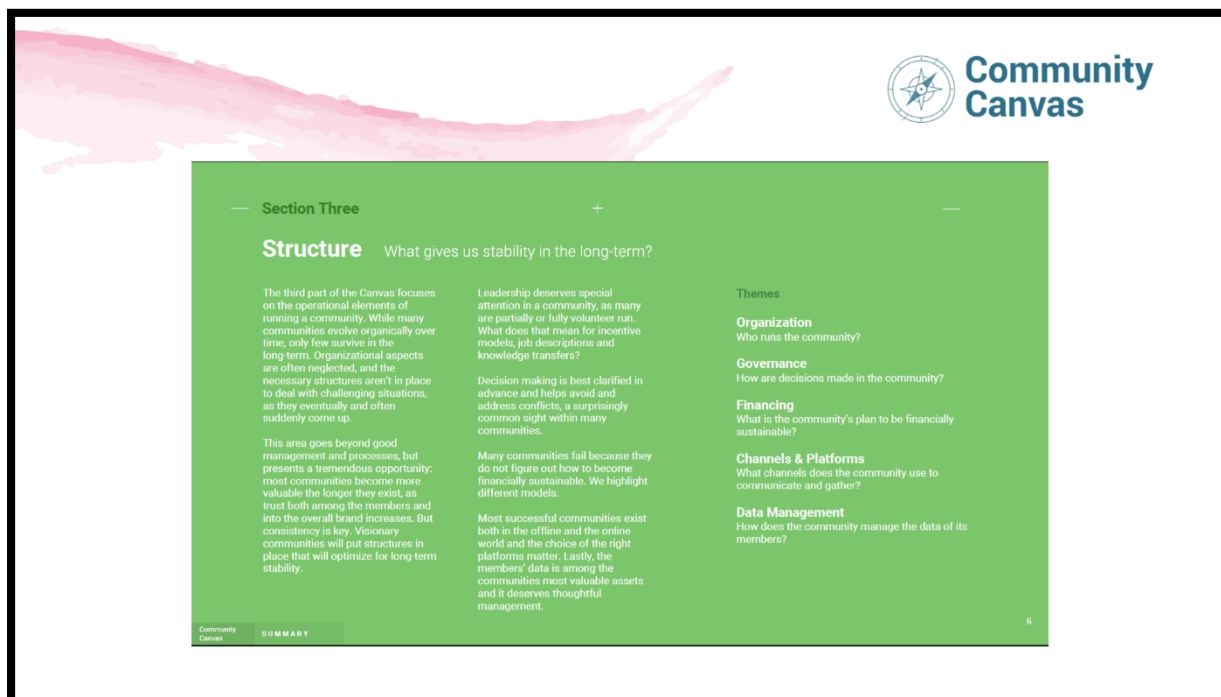 Community
Canvas
Section Three
Structure What gives us stability in the long-term?
The third part of the Canvas focuses
on the operational elements of
running a community. While many
communities evolve organically over
time, only few survive in the
long-term. Organizational aspects
are often neglected, and the
necessary structures aren't in place
to deal with challenging situations,
as they eventually and often
suddenly come up.
This area goes beyond good
management and processes, but
presents a tremendous opportunity:
most communities become more
valuable the longer they exist, as
trust both among the members and
into the overall brand increases. But
consistency is key. Visionary
communities will put structures in
place that will optimize for long-term
stability.
Leadership deserves special
attention in a community, as many
are partially or fully volunteer run.
What does that mean for incentive
models, job descriptions and
knowledge transfers?
Decision making is best clarified in
advance and helps avoid and
address conflicts, a surprisingly
common sight within many
communities.
Many communities fail because they
do not figure out how to become
financially sustainable. We highlight
different models.
Most successful communities exist
both in the offline and the online
world and the choice of the right
platforms matter. Lastly, the
members' data is among the
communities most valuable assets
and it deserves thoughtful
management.
Themes
Organization
Who runs the community?
Governance
How are decisions made in the community?
Financing
What is the community's plan to be financially
sustainable?
Channels & Platforms
What channels does the community use to
communicate and gather?
Data Management
How does the community manage the data of its
members?
Community
Canvas
SUMMARY
6